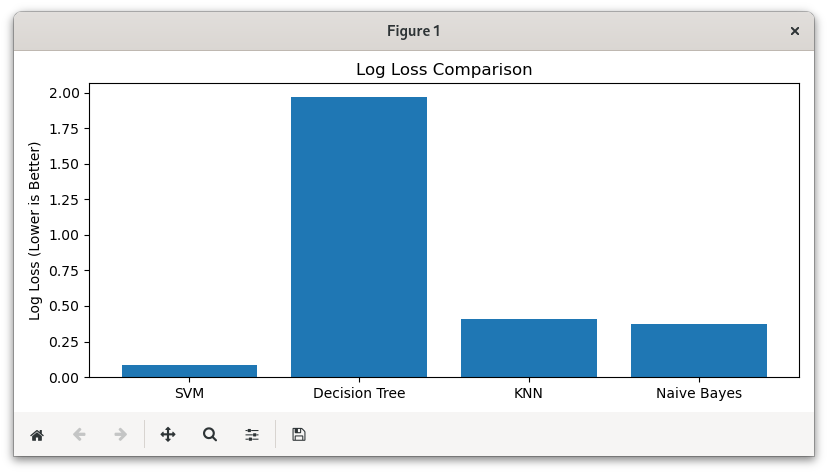 Figure 1
Log Loss Comparison
Log Loss (Lower is Better)
2.00
1.75
1.50
1.25
1.00
0.75
0.50
0.25
0.00
SVM
Decision Tree
KNN
Naive Bayes